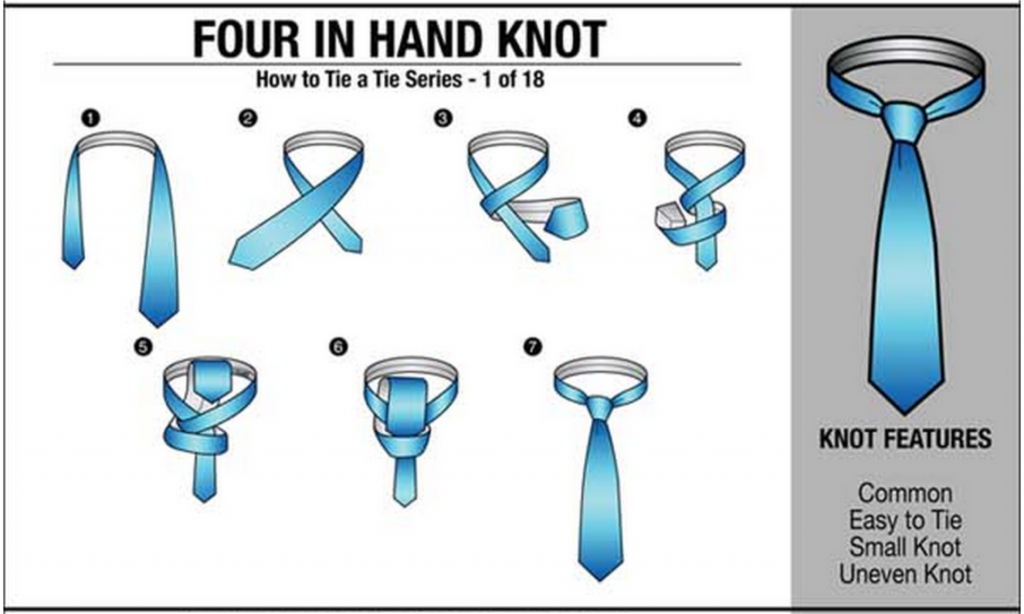 FOUR IN HAND KNOT
How to Tie a Tie Series - 1 of 18
1
2
3
4
5
6
7
KNOT FEATURES
Common
Easy to Tie
Small Knot
Uneven Knot